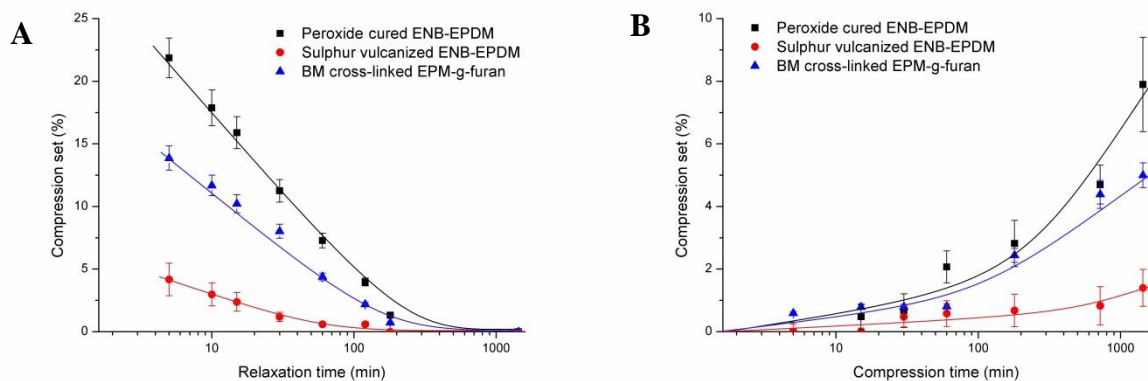 A
Peroxide cured ENB-EPDM
Sulphur vulcanized ENB-EPDM
BM cross-linked EPM-g-furan
25
20
15
10
5
0
Compression set (%)
10
100
1000
Relaxation time (min)
B
Peroxide cured ENB-EPDM
Sulphur vulcanized ENB-EPDM
BM cross-linked EPM-g-furan
10
8
6
4
2
0
Compression set (%)
10
100
1000
Compression time (min)